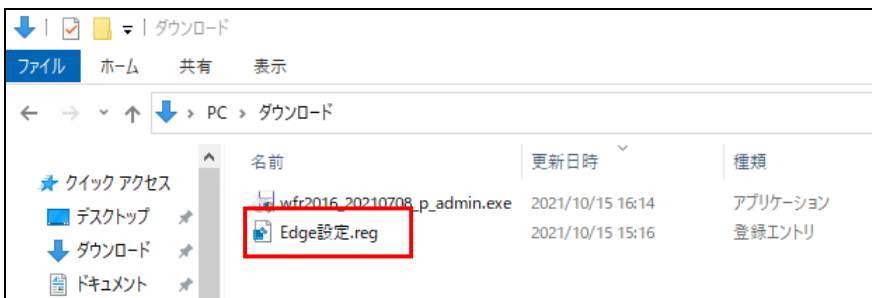 ダウンロード
ファイル ホーム 共有 表示
PC ダウンロード
名前 更新日時 種類
クイック アクセス
wfr2016_20210708_p_admin.exe 2021/10/15 16:14 アプリケーション
デスクトップ
Edge設定.reg 2021/10/15 15:16 登録エントリ
ダウンロード
ドキュメント